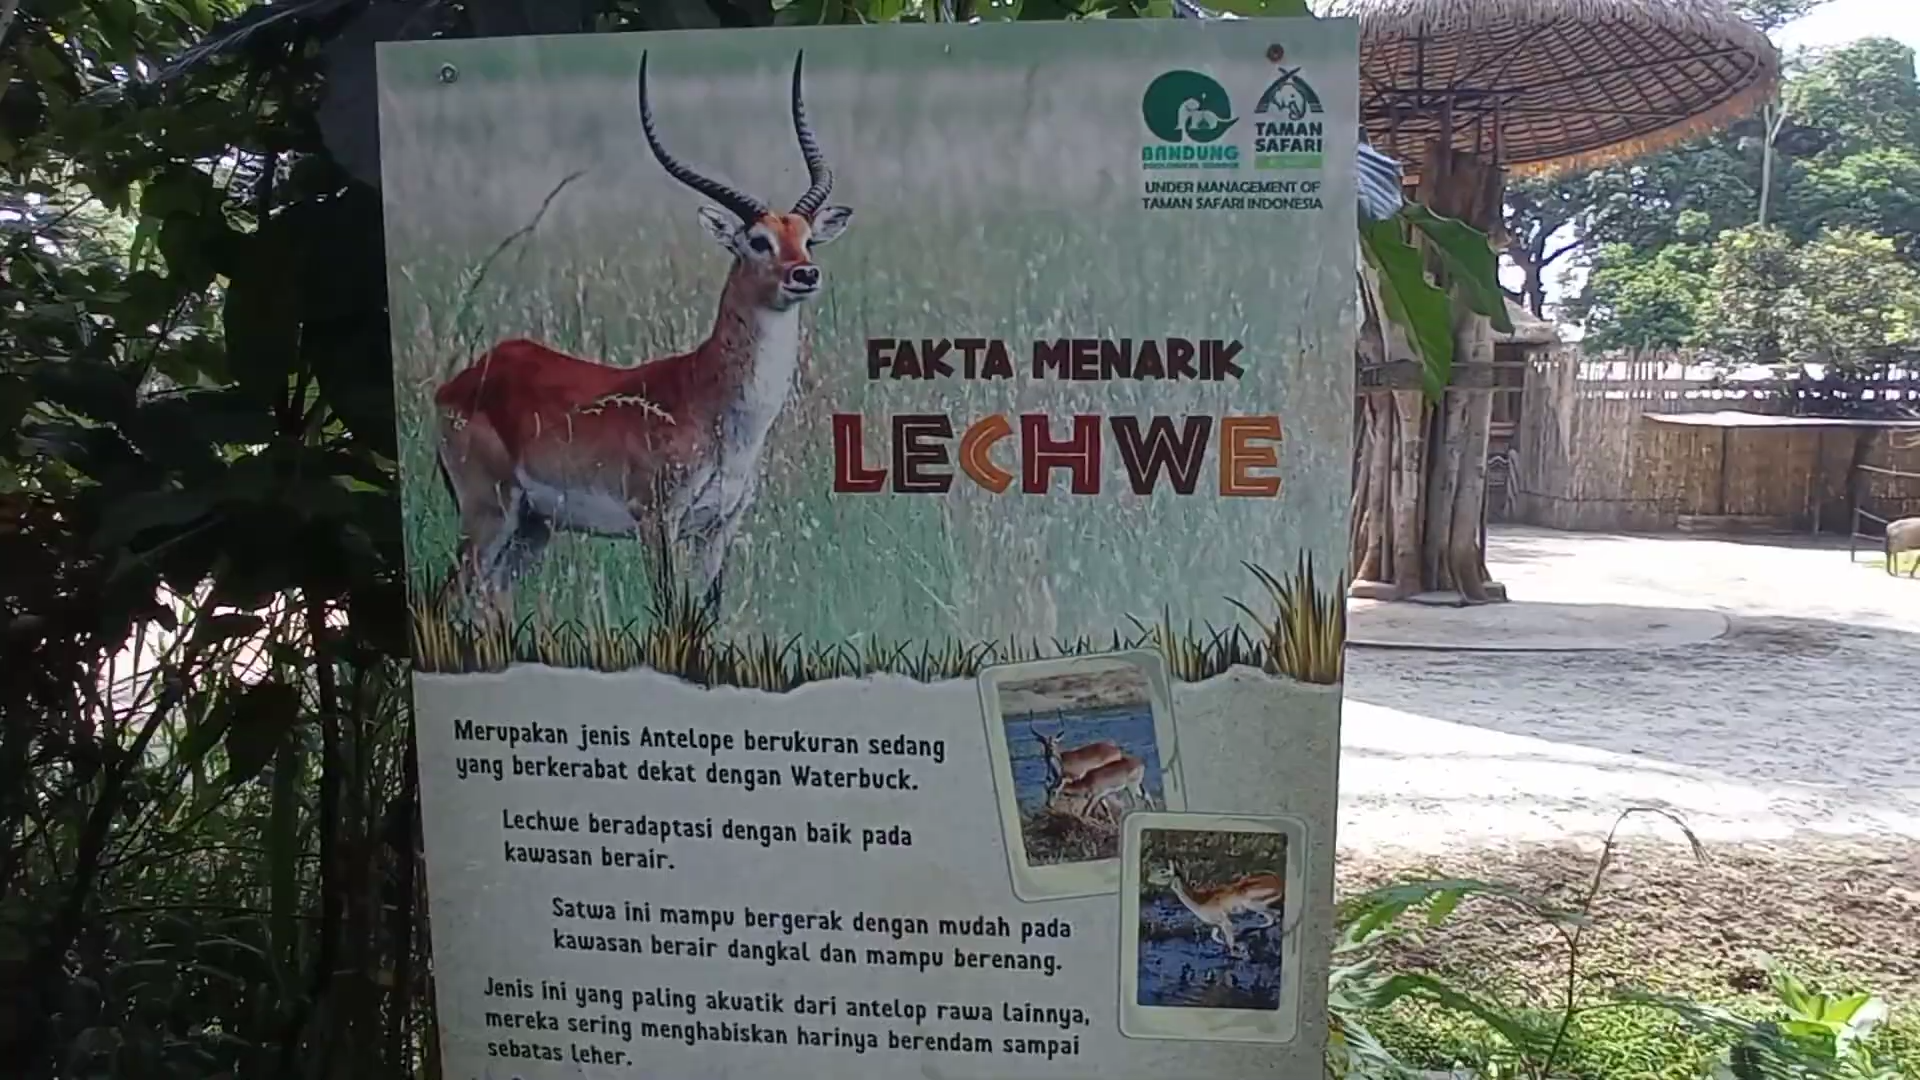 BANDUNG
TAMAN
SAFARI
UNDER MANAGEMENT OF
TAMAN SAFARI INDONESIA
FAKTA MENARIK
LECHWE
Merupakan jenis Antelope berukuran sedang
yang berkerabat dekat dengan Waterbuck.
Lechwe beradaptasi dengan baik pada
kawasan berair.
Satwa ini mampu bergerak dengan mudah pada
kawasan berair dangkal dan mampu berenang.
Jenis ini yang paling akuatik dari antelop rawa lainnya,
mereka sering menghabiskan harinya berendam sampai
sebatas leher.